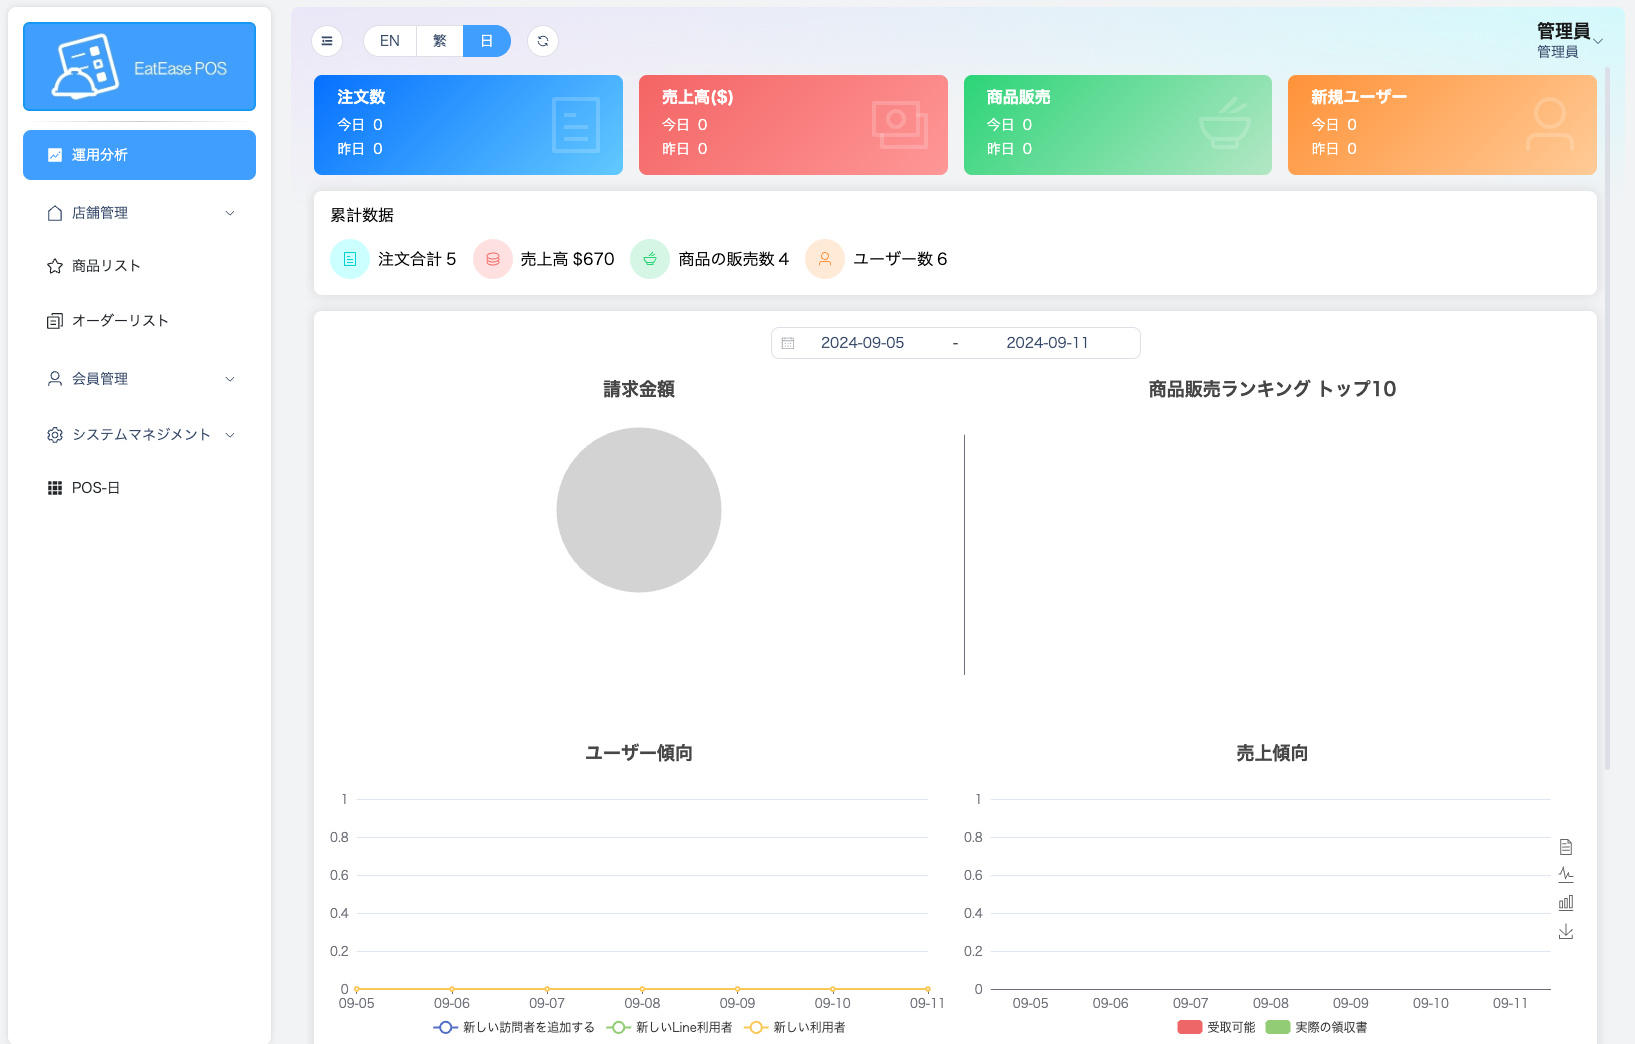 EatEase POS
運用分析
店舗管理
商品リスト
オーダーリスト
会員管理
システムマネジメント
POS-日
EN 繁 日
管理員
管理員
注文数
今日 0
昨日 0
売上高($)
今日 0
昨日 0
商品販売
今日 0
昨日 0
新規ユーザー
今日 0
昨日 0
累計数据
注文合計 5 売上高 $670 商品の販売数 4 ユーザー数 6
2024-09-05 - 2024-09-11
請求金額
商品販売ランキング トップ10
ユーザー傾向
1
0.8
0.6
0.4
0.2
0
09-05 09-06 09-07 09-08 09-09 09-10 09-11
新しい訪問者を追加する 新しいLine利用者 新しい利用者
売上傾向
1
0.8
0.6
0.4
0.2
0
09-05 09-06 09-07 09-08 09-09 09-10 09-11
受取可能 実際の領収書